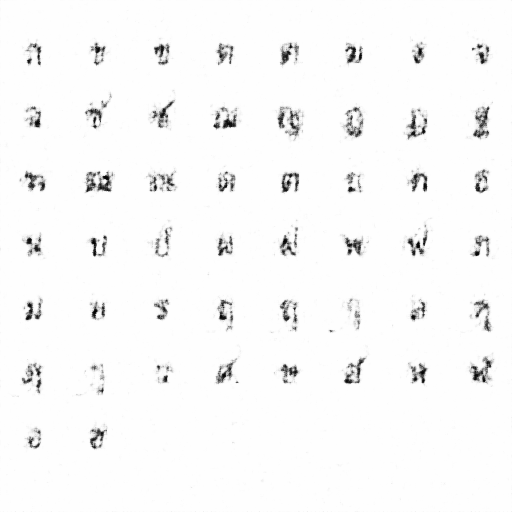 ก ข ฃ ค ฅ ฆ ง จ
ฉ ช ซ ฌ ญ ฎ ฏ ฐ
ฑ ฒ ณ ด ต ถ ท ธ
น บ ป ผ ฝ พ ฟ ภ
ม ย ร ฤ ฤ ๅ ล ฦ
ฦ ๅ ว ศ ษ ส ห ฬ
อ ฮ